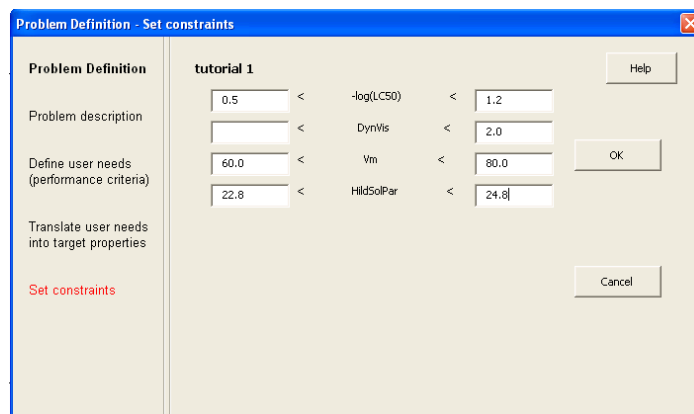 Problem Definition - Set constraints
Problem Definition
Problem description
Define user needs
(performance criteria)
Translate user needs
into target properties
Set constraints
tutorial 1
Help
0.5 < -log(LC50) < 1.2
< DynVis < 2.0
60.0 < Vm < 80.0
OK
22.8 < HildSolPar < 24.8
Cancel